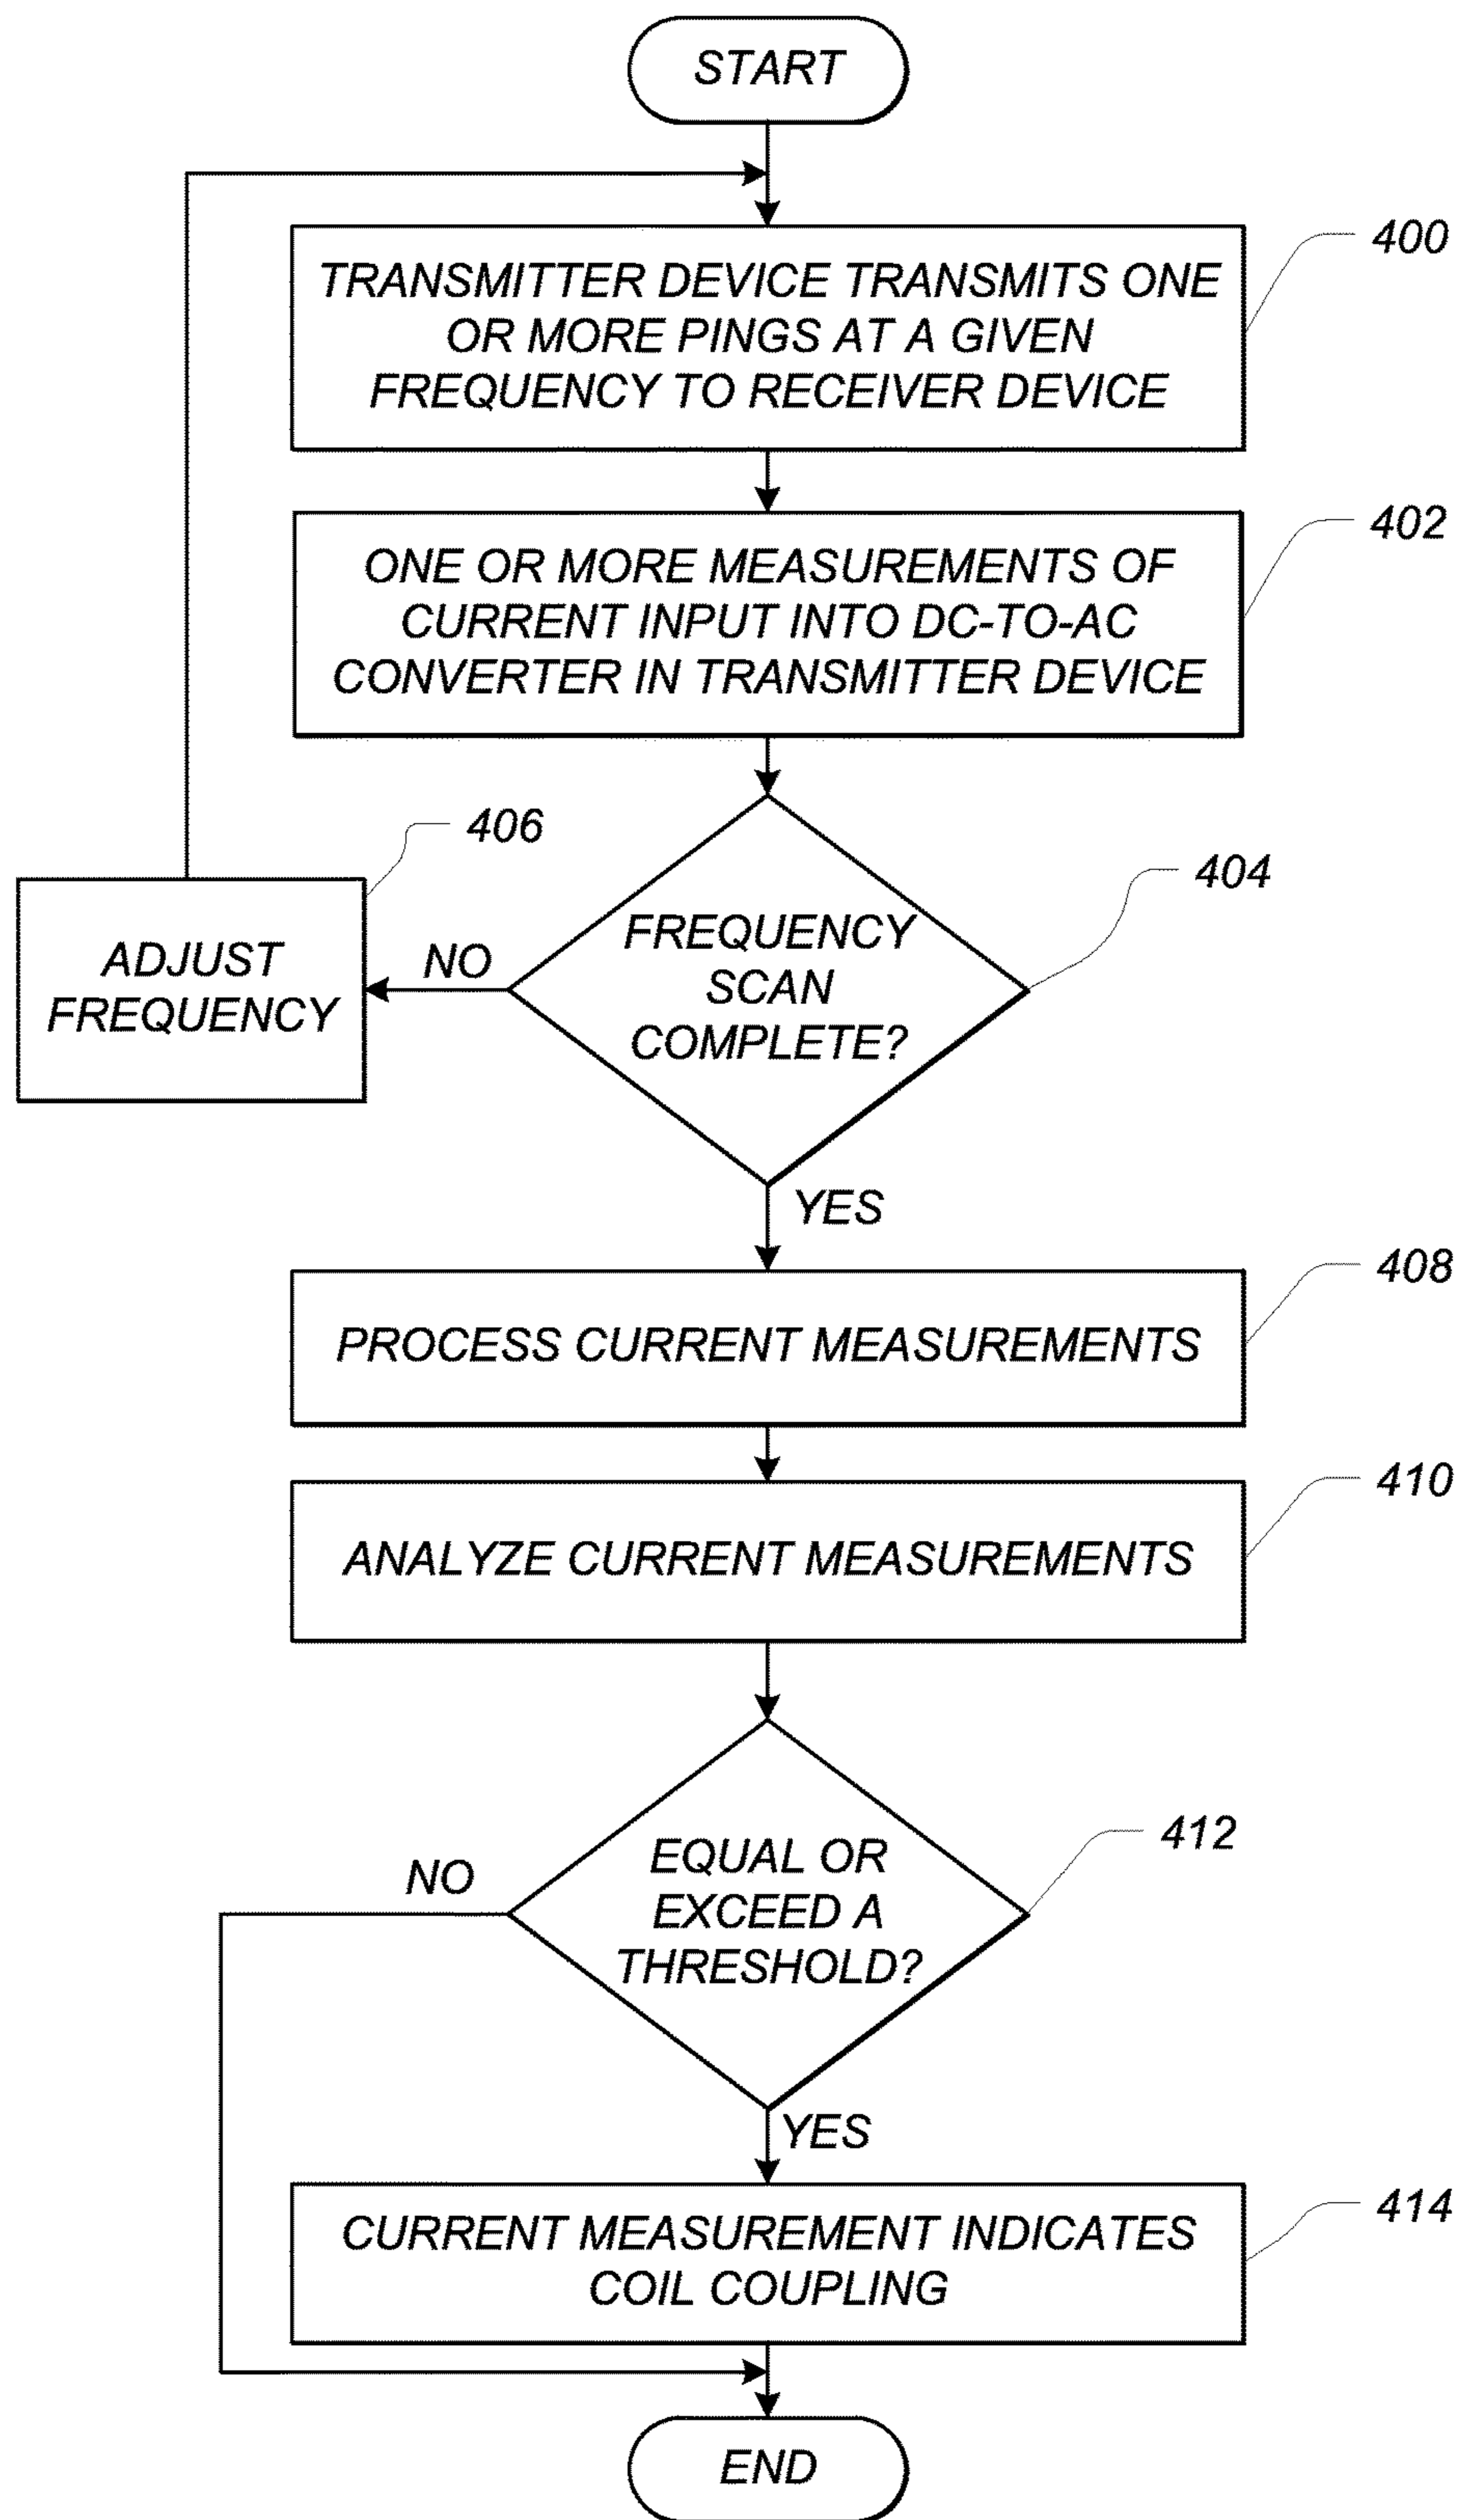 START
400
TRANSMITTER DEVICE TRANSMITS ONE
OR MORE PINGS AT A GIVEN
FREQUENCY TO RECEIVER DEVICE
402
ONE OR MORE MEASUREMENTS OF
CURRENT INPUT INTO DC-TO-AC
CONVERTER IN TRANSMITTER DEVICE
406
404
ADJUST
FREQUENCY
NO
FREQUENCY
SCAN
COMPLETE?
YES
408
PROCESS CURRENT MEASUREMENTS
410
ANALYZE CURRENT MEASUREMENTS
412
NO
EQUAL OR
EXCEED A
THRESHOLD?
YES
414
CURRENT MEASUREMENT INDICATES
COIL COUPLING
END